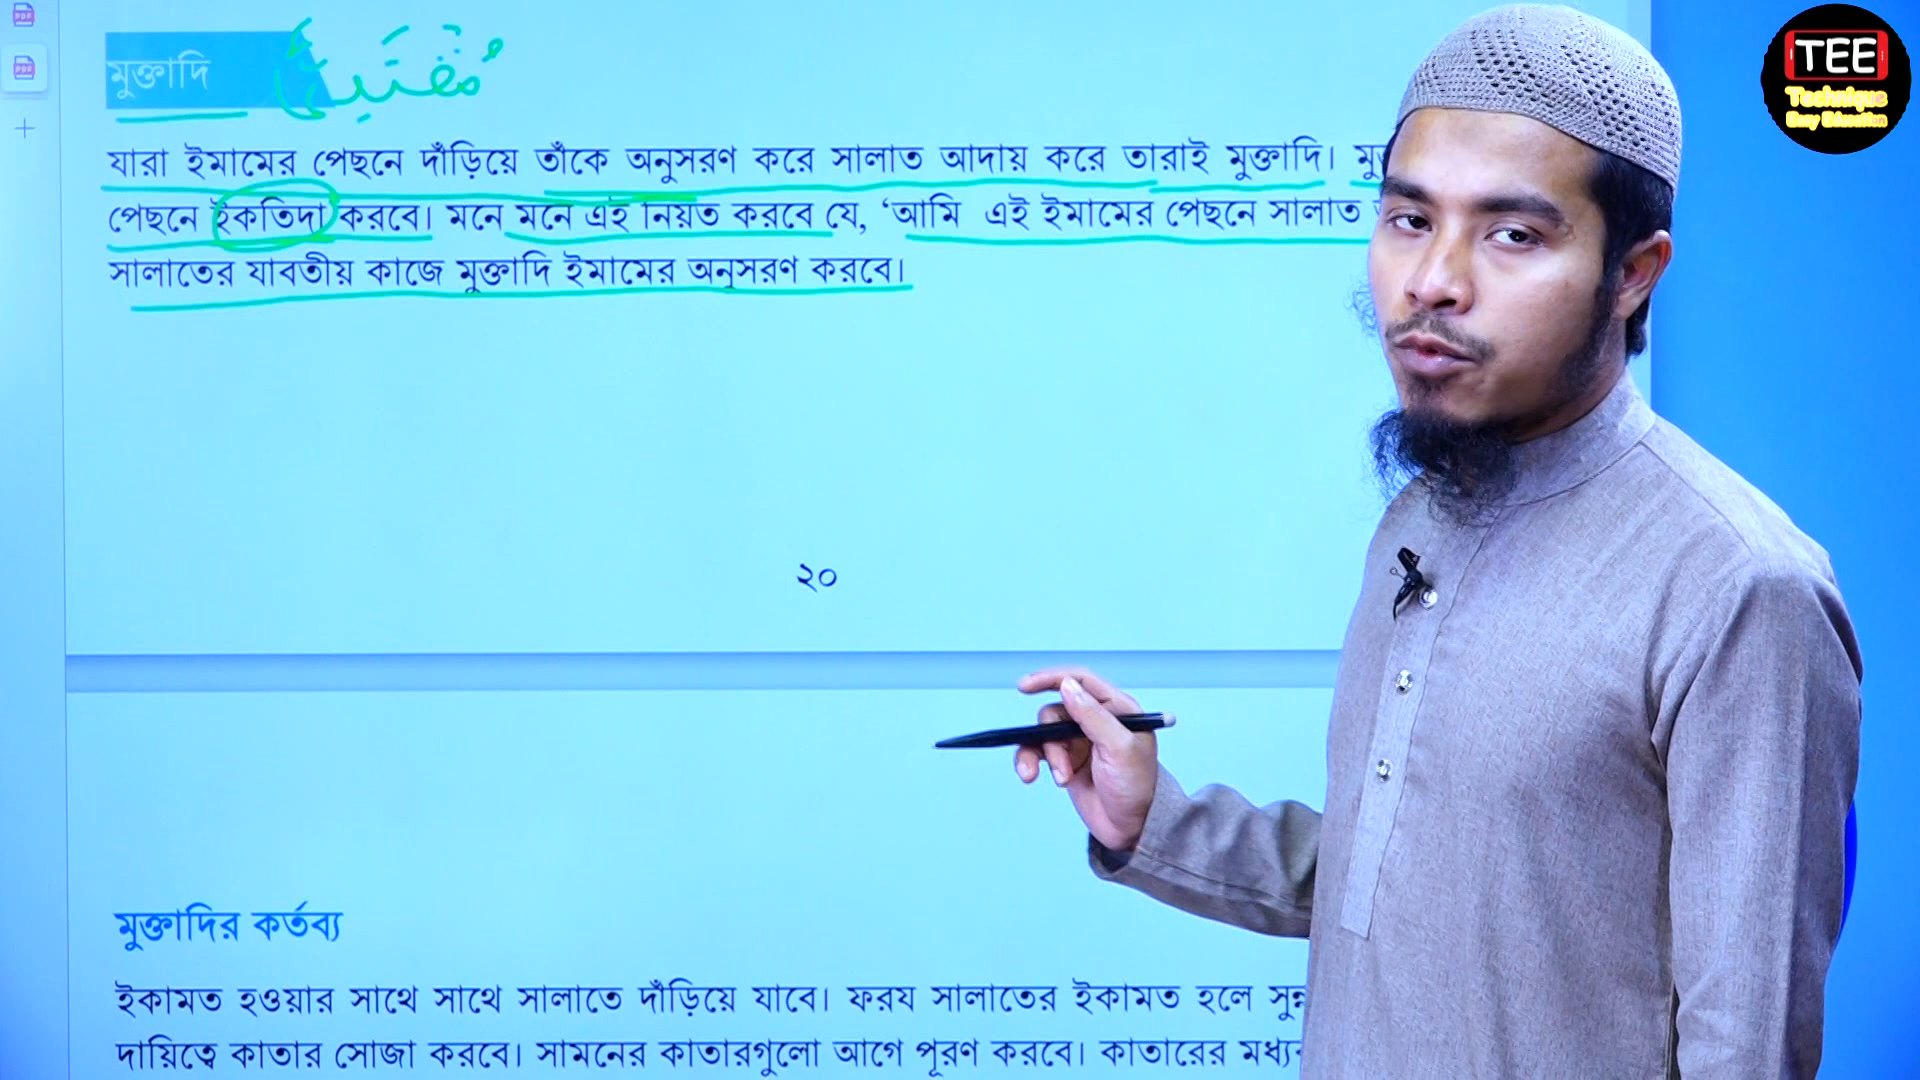 মুক্তাদি
যারা ইমামের পেছনে দাঁড়িয়ে তাঁকে অনুসরণ করে সালাত আদায় করে তারাই মুক্তাদি।
পেছনে ইকতিদা করবে। মনে মনে এই নিয়ত করবে যে, ‘আমি এই ইমামের পেছনে সালাত
সালাতের যাবতীয় কাজে মুক্তাদি ইমামের অনুসরণ করবে।
২০
মুক্তাদির কর্তব্য
ইকামত হওয়ার সাথে সাথে সালাতে দাঁড়িয়ে যাবে। ফরয সালাতের ইকামত হলে
দায়িত্বে কাতার সোজা করবে। সামনের কাতারগুলো আগে পূরণ করবে। কাতারের
TEE
Technique
Easy Education
PDF
PDF